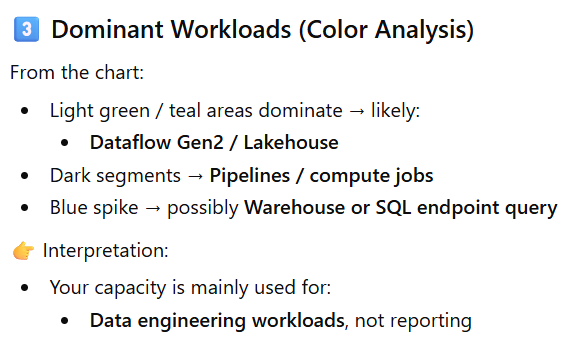 3 Dominant Workloads (Color Analysis)
From the chart:
• Light green / teal areas dominate → likely:
• Dataflow Gen2 / Lakehouse
• Dark segments → Pipelines / compute jobs
• Blue spike → possibly Warehouse or SQL endpoint query
👉 Interpretation:
• Your capacity is mainly used for:
• Data engineering workloads, not reporting